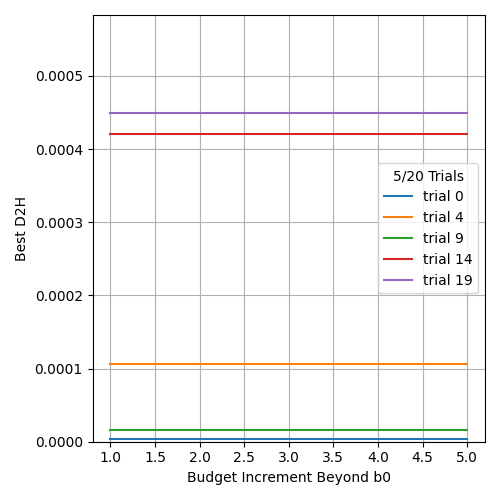 0.0005
0.0004
0.0003
0.0002
0.0001
0.0000
Best D2H
5/20 Trials
trial 0
trial 4
trial 9
trial 14
trial 19
1.0 1.5 2.0 2.5 3.0 3.5 4.0 4.5 5.0
Budget Increment Beyond b0